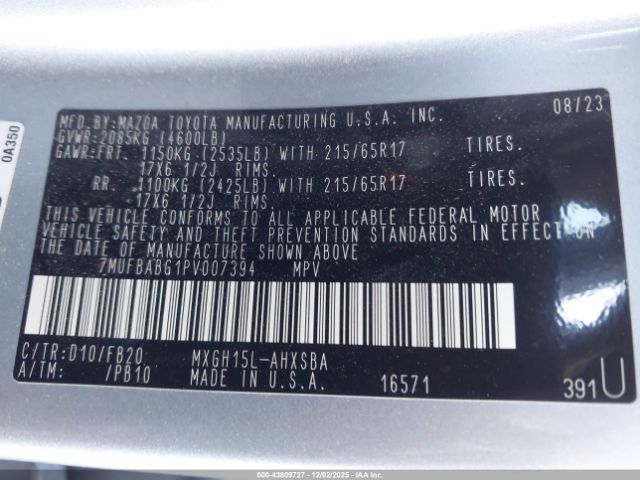 MFD.BY:MAZDA TOYOTA MANUFACTURING U.S.A. INC. 08/23
GVWR:2085KG (4600LB)
GAWR:FRT. 1150KG (2535LB) WITH 215/65R17 TIRES.
17X6 1/2J RIMS.
RR. 1100KG (2425LB) WITH 215/65R17 TIRES.
17X6 1/2J RIMS.
THIS VEHICLE CONFORMS TO ALL APPLICABLE FEDERAL MOTOR
VEHICLE SAFETY AND THEFT PREVENTION STANDARDS IN EFFECT ON
THE DATE OF MANUFACTURE SHOWN ABOVE.
7MUFBABG1PV007394 MPV
C/TR:D10/FB20 MXGH15L-AHXSBA
A/TM: /PB10 MADE IN U.S.A. 16571 391U
0A350
000-43809727 - 12/02/2025 - IAAI.COM